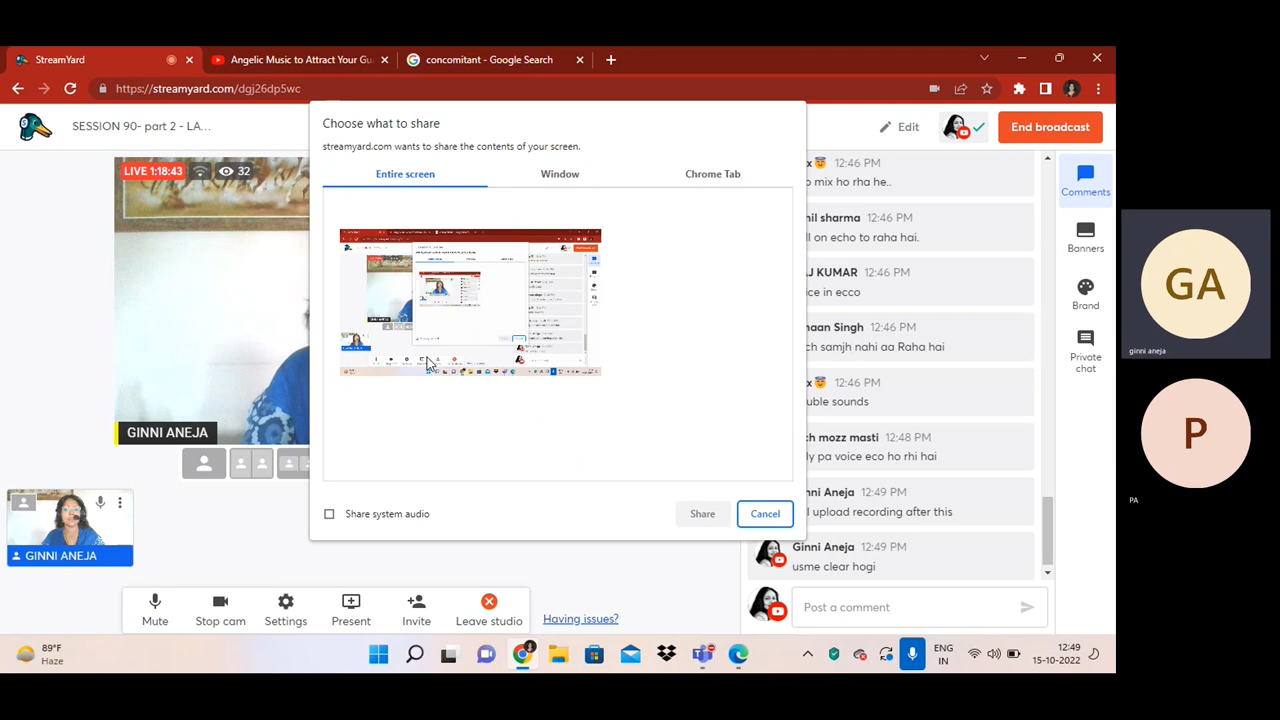 StreamYard
Angelic Music to Attract Your Gu
concomitant - Google Search
https://streamyard.com/dgj26dp5wc
SESSION 90- part 2 - LA...
Edit
End broadcast
Choose what to share
streamyard.com wants to share the contents of your screen.
Entire screen
Window
Chrome Tab
LIVE 1:18:43
32
GINNI ANEJA
GINNI ANEJA
Share system audio
Share
Cancel
12:46 PM
o mix ho rha he..
hil sharma 12:46 PM
l on echo to raha hai.
J KUMAR 12:46 PM
ice in ecco
haan Singh 12:46 PM
ch samjh nahi aa Raha hai
12:46 PM
uble sounds
ch mozz masti 12:48 PM
ly pa voice eco ho rhi hai
nni Aneja 12:49 PM
l upload recording after this
Ginni Aneja 12:49 PM
usme clear hogi
Post a comment
Comments
Banners
Brand
Private
chat
Mute
Stop cam
Settings
Present
Invite
Leave studio
Having issues?
89°F
Haze
ENG
IN
12:49
15-10-2022
GA
ginni aneja
P
PA